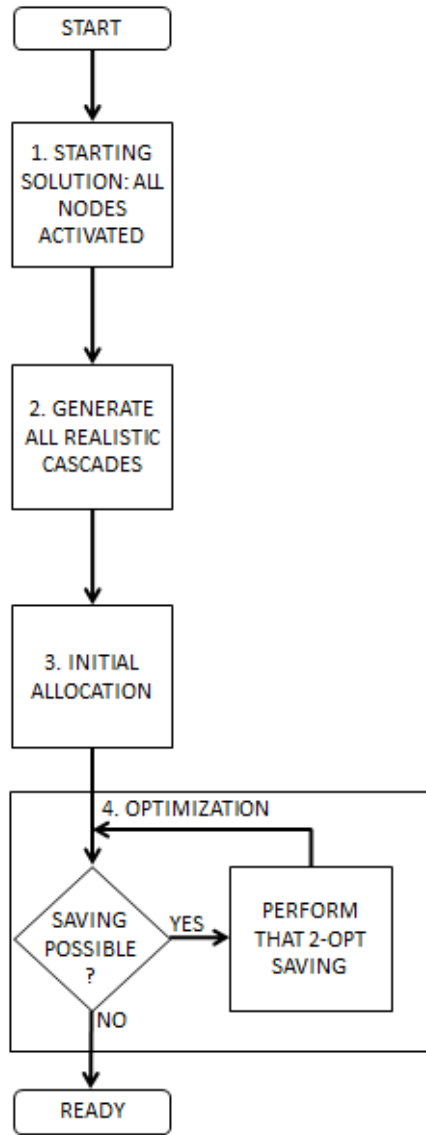 START
1. STARTING
SOLUTION: ALL
NODES
ACTIVATED
2. GENERATE
ALL REALISTIC
CASCADES
3. INITIAL
ALLOCATION
4. OPTIMIZATION
SAVING
POSSIBLE
?
YES
PERFORM
THAT 2-OPT
SAVING
NO
READY